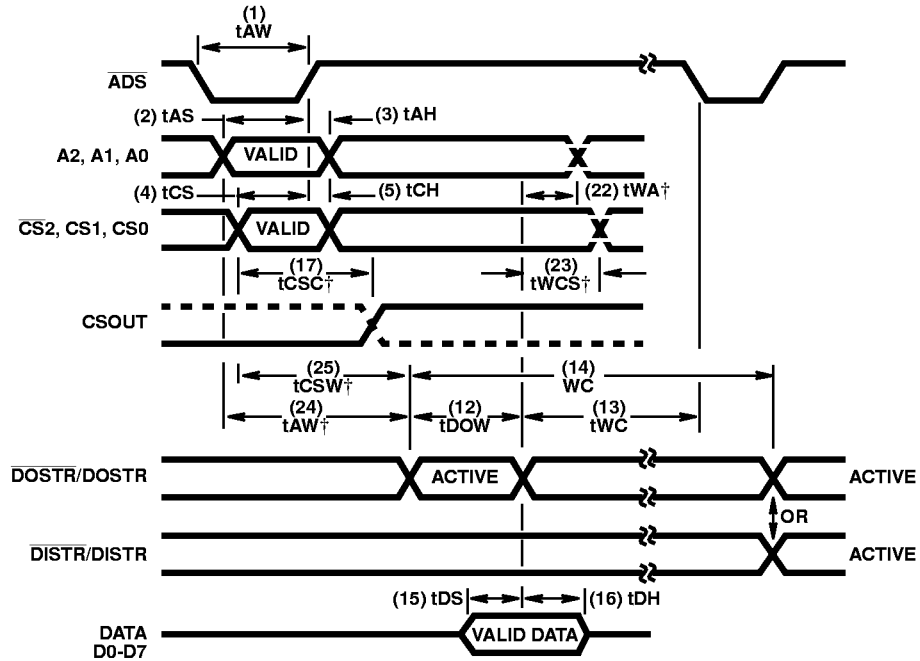 (1)
tAW
ADS
(2) tAS
(3) tAH
A2, A1, A0
VALID
(4) tCS
(5) tCH
(22) tWA†
CS2, CS1, CS0
VALID
(17)
tCSC†
(23)
tWCS†
CSOUT
(25)
tCSW†
(14)
WC
(24)
tAW†
(12)
tDOW
(13)
tWC
DOSTR/DOSTR
ACTIVE
ACTIVE
OR
DISTR/DISTR
ACTIVE
(15) tDS
(16) tDH
DATA
D0-D7
VALID DATA